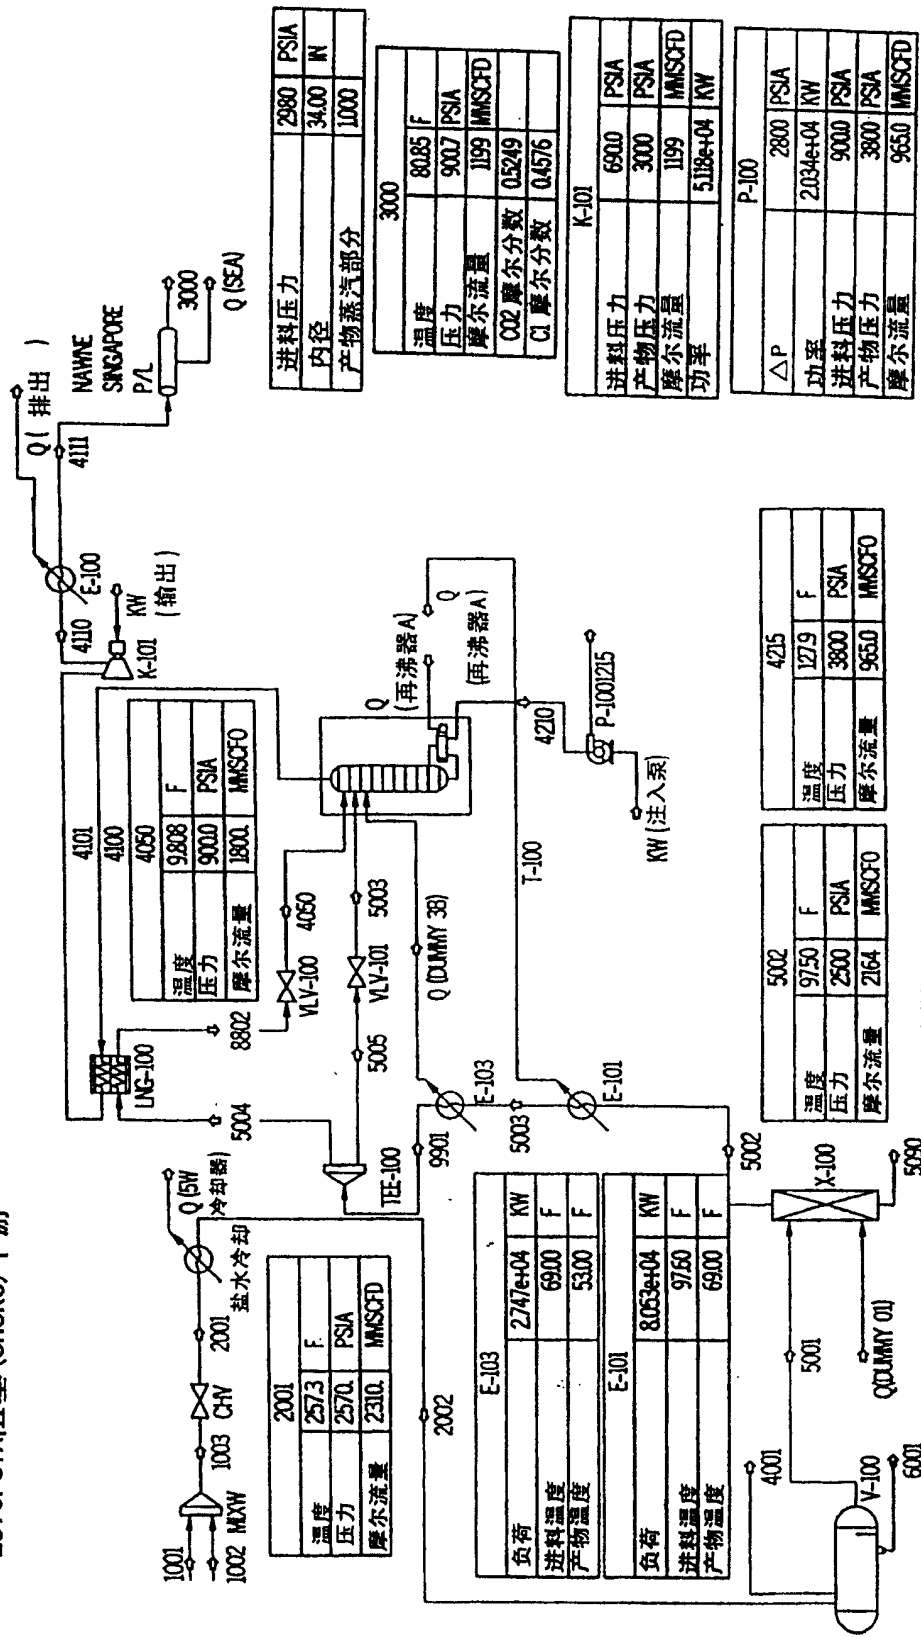 1001
1002
MIXW
1003
CHV
2001
Q (SW
冷却器)
盐水冷却
2002
2001
温度 257.3 F
压力 2570. PSIA
摩尔流量 2310. MMSCFD
TEE-100
9901
5004
5005
LNG-100
8802
4101
4100
VLV-100
4050
VLV-101
5003
Q (DUMMY 3B)
E-103
5003
E-101
5002
T-100
4050
温度 9.808 F
压力 900.0 PSIA
摩尔流量 1800. MMSCFD
K-101
KW
(输出)
4110
E-100
Q ( 排出 )
4111
NAWNE
SINGAPORE
P/L
3000
Q (SEA)
Q
(再沸器A)
Q
(再沸器A)
4210
P-1001215
KW (注入泵)
E-103
负荷 2.747e+04 KW
进料温度 69.00 F
产物温度 53.00 F
E-101
负荷 8.053e+04 KW
进料温度 97.60 F
产物温度 69.00 F
4001
V-100
6001
5001
Q(DUMMY 01)
X-100
5090
5002
温度 97.50 F
压力 2500 PSIA
摩尔流量 2164 MMSCFD
4215
温度 127.9 F
压力 3800 PSIA
摩尔流量 965.0 MMSCFD
进料压力 2980 PSIA
内径 34.00 IN
产物蒸汽部分 1.000
3000
温度 80.85 F
压力 900.7 PSIA
摩尔流量 1199 MMSCFD
CO2 摩尔分数 0.5249
C1 摩尔分数 0.4576
K-101
进料压力 690.0 PSIA
产物压力 3000 PSIA
摩尔流量 1199 MMSCFD
功率 5.118e+04 KW
P-100
△P 2800 PSIA
功率 2.034e+04 KW
进料压力 900.0 PSIA
产物压力 3800 PSIA
摩尔流量 965.0 MMSCFD